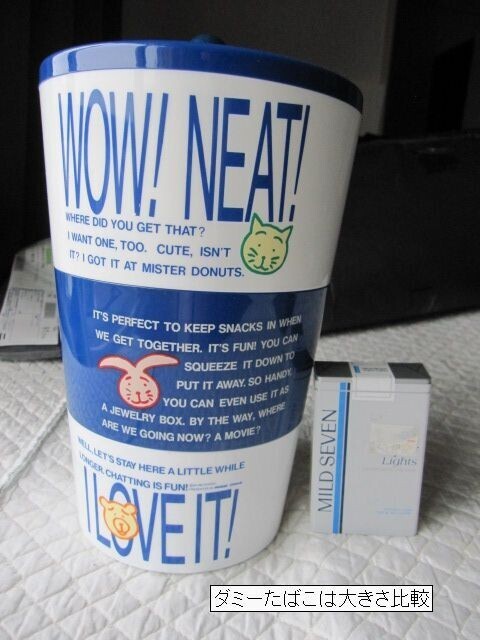 WOW! NEAT!
WHERE DID YOU GET THAT?
I WANT ONE, TOO. CUTE, ISN'T
IT? I GOT IT AT MISTER DONUTS.
IT'S PERFECT TO KEEP SNACKS IN WHEN
WE GET TOGETHER. IT'S FUN! YOU CAN
SQUEEZE IT DOWN TO
PUT IT AWAY. SO HANDY,
YOU CAN EVEN USE IT AS
A JEWELRY BOX. BY THE WAY, WHERE
ARE WE GOING NOW? A MOVIE?
WELL, LET'S STAY HERE A LITTLE WHILE
LONGER. CHATTING IS FUN!
I LOVE IT!
MILD SEVEN
Lights
ダミーたばこは大きさ比較